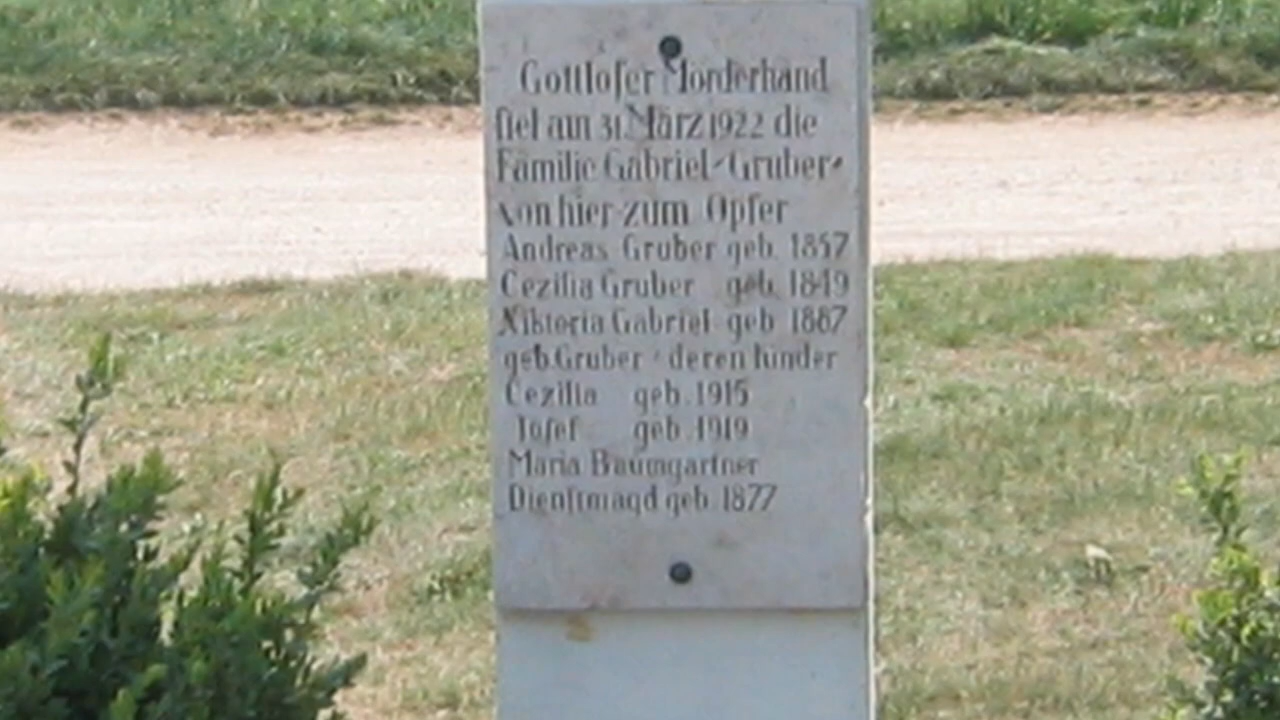 Gottloser Mörderhand
fiel am 31. März 1922 die
Familie Gabriel-Gruber-
von hier zum Opfer
Andreas Gruber geb. 1857
Cezilia Gruber geb. 1849
Viktoria Gabriel geb 1887
geb. Gruber deren Kinder
Cezilia geb. 1915
Josef geb. 1919
Maria Baumgartner
Dienſtmagd geb. 1877